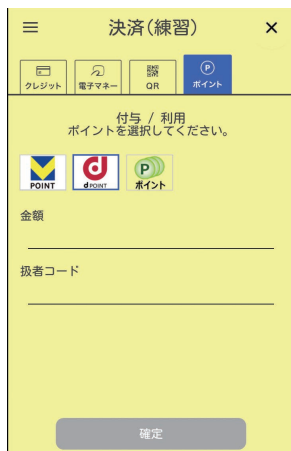 決済(練習)
クレジット
電子マネー
QR
P
ポイント
付与 / 利用
ポイントを選択してください。
POINT
d POINT
P
ポイント
金額
扱者コード
確定